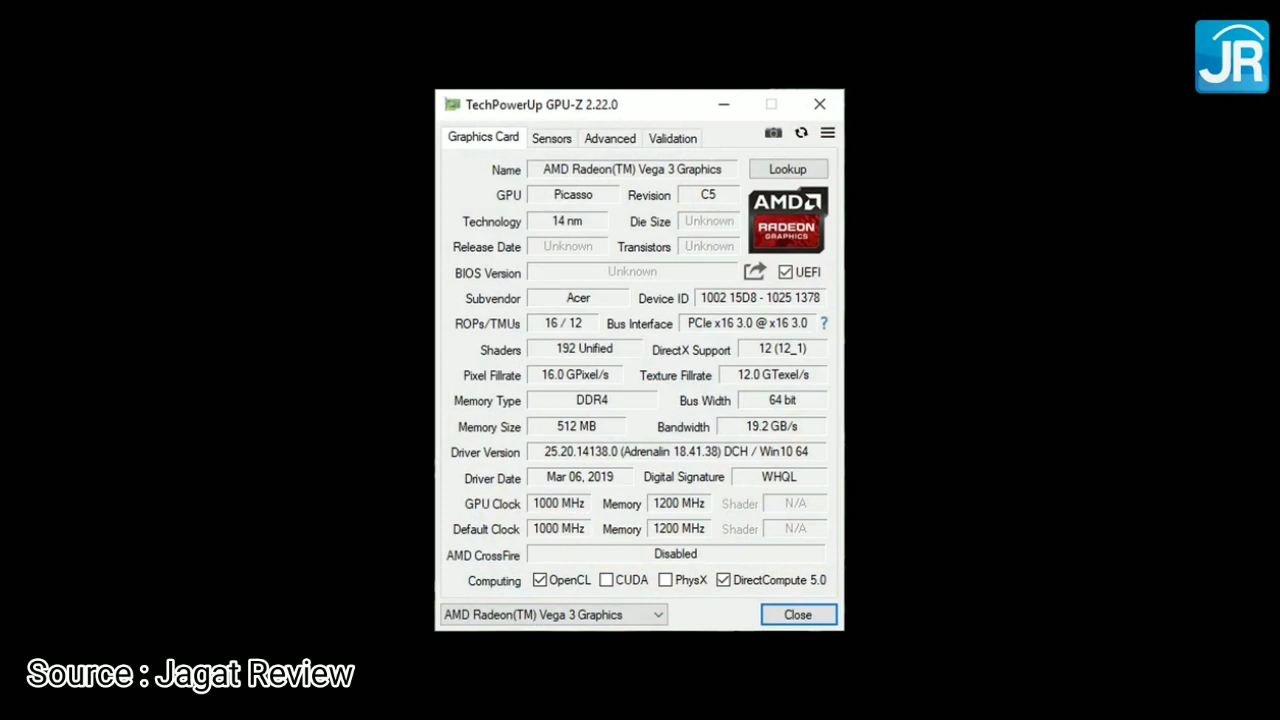 JR
TechPowerUp GPU-Z 2.22.0
Graphics Card Sensors Advanced Validation
Name AMD Radeon(TM) Vega 3 Graphics Lookup
GPU Picasso Revision C5
AMD
RADEON
GRAPHICS
Technology 14 nm Die Size Unknown
Release Date Unknown Transistors Unknown
BIOS Version Unknown UEFI
Subvendor Acer Device ID 1002 15D8 - 1025 1378
ROPs/TMUs 16 / 12 Bus Interface PCIe x16 3.0 @ x16 3.0 ?
Shaders 192 Unified DirectX Support 12 (12_1)
Pixel Fillrate 16.0 GPixel/s Texture Fillrate 12.0 GTexel/s
Memory Type DDR4 Bus Width 64 bit
Memory Size 512 MB Bandwidth 19.2 GB/s
Driver Version 25.20.14138.0 (Adrenalin 18.41.38) DCH / Win10 64
Driver Date Mar 06, 2019 Digital Signature WHQL
GPU Clock 1000 MHz Memory 1200 MHz Shader N/A
Default Clock 1000 MHz Memory 1200 MHz Shader N/A
AMD CrossFire Disabled
Computing OpenCL CUDA PhysX DirectCompute 5.0
AMD Radeon(TM) Vega 3 Graphics Close
Source : Jagat Review